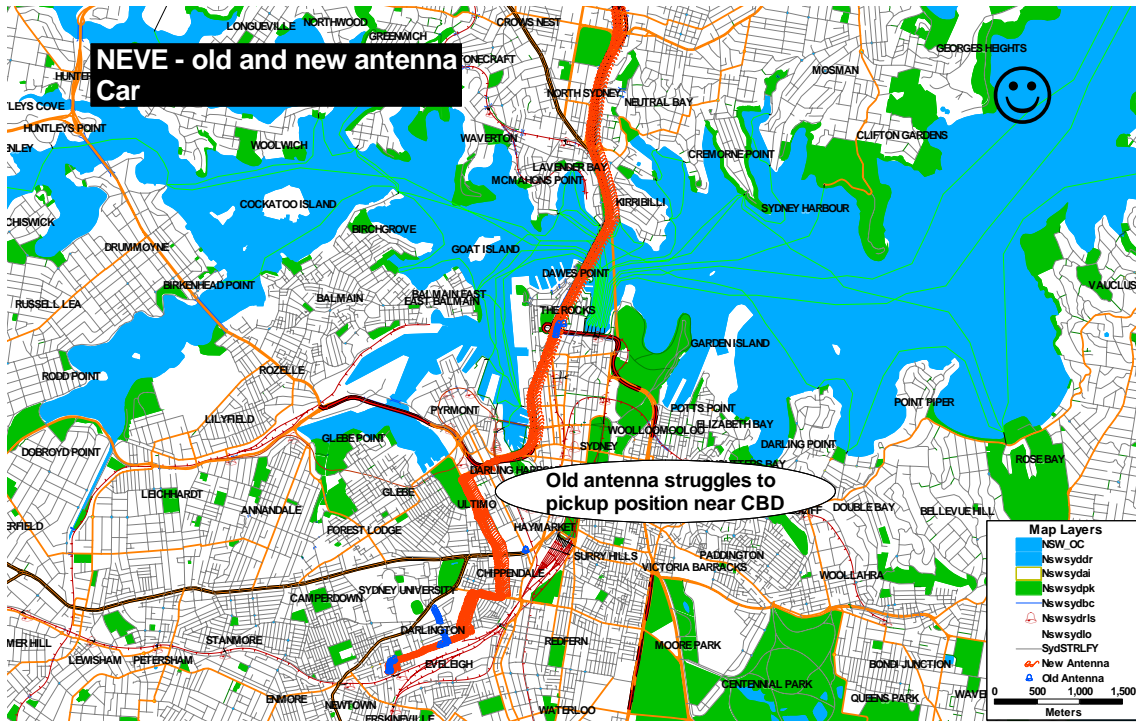 LONGUEVILLE
NORTHWOOD
CROWS NEST
GREENWICH
GEORGES HEIGHTS
NEVE - old and new antenna
Car
MOSMAN
NORTH SYDNEY
NEUTRAL BAY
HUNTLEYS POINT
WOOLWICH
WAVERTON
CLIFTON GARDENS
CREMORNE POINT
LAVENDER BAY
MCMAHONS POINT
COCKATOO ISLAND
KIRRIBILLI
SYDNEY HARBOUR
BIRCHGROVE
DRUMMOYNE
GOAT ISLAND
DAWES POINT
BIRKENHEAD POINT
BALMAIN
BALMAIN EAST
EAST BALMAIN
RUSSELL LEA
THE ROCKS
GARDEN ISLAND
ROZELLE
RODD POINT
PYRMONT
POTTS POINT
POINT PIPER
LILYFIELD
ELIZABETH BAY
WOOLLOOMOOLOO
GLEBE POINT
SYDNEY
DARLING POINT
DOBROYD POINT
ROSE BAY
Old antenna struggles to
pickup position near CBD
LEICHHARDT
GLEBE
ULTIMO
ANNANDALE
DOUBLE BAY
BELLEVUE HILL
FOREST LODGE
HAYMARKET
SURRY HILLS
PADDINGTON
VICTORIA BARRACKS
CHIPPENDALE
WOOLLAHRA
SYDNEY UNIVERSITY
CAMPERDOWN
DARLINGTON
STANMORE
REDFERN
MOORE PARK
LEWISHAM
PETERSHAM
EVELEIGH
BONDI JUNCTION
CENTENNIAL PARK
ENMORE
NEWTOWN
QUEENS PARK
WATERLOO
ERSKINEVILLE
Map Layers
NSW_OC
Nswsyddr
Nswsydai
Nswsydpk
Nswsydbc
Nswsydrls
Nswsydlo
SydSTRLFY
New Antenna
Old Antenna
0 500 1,000 1,500
Meters